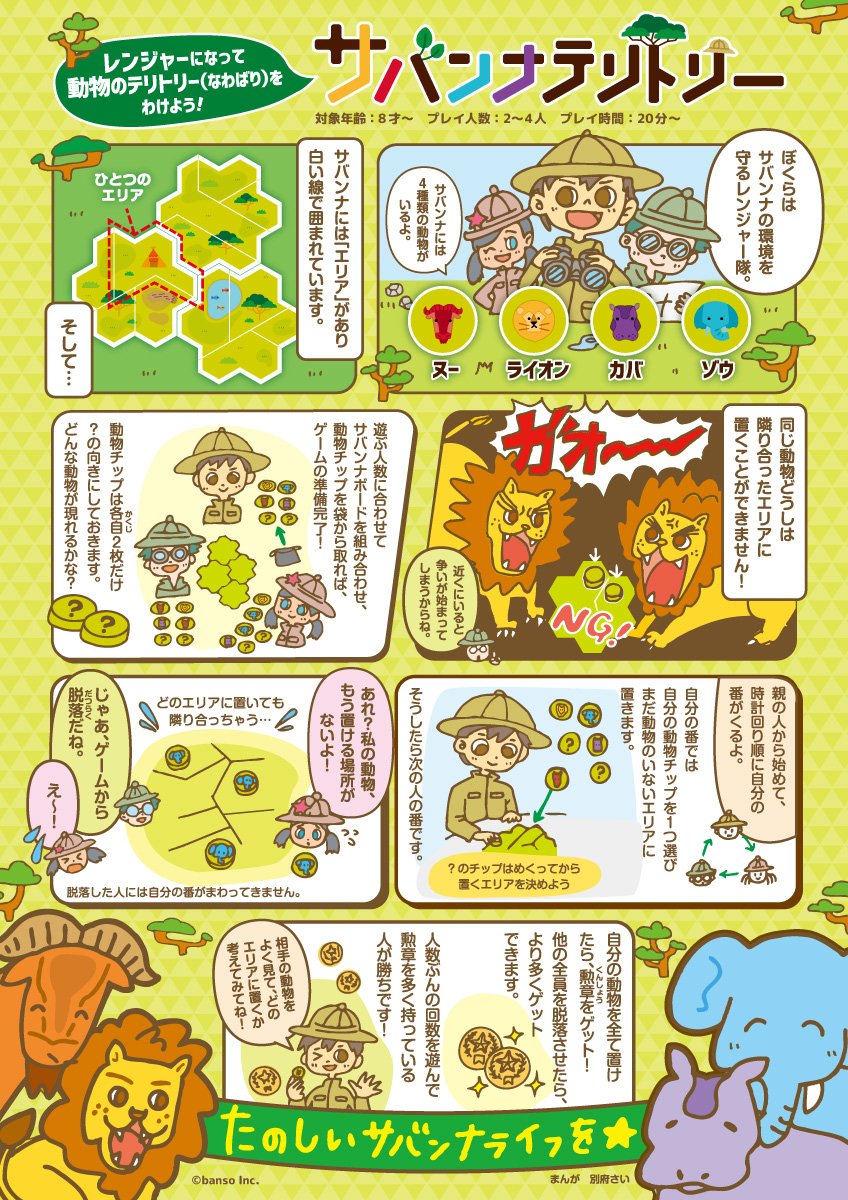 レンジャーになって
動物のテリトリー(なわばり)を
わけよう!
サバンナテリトリー
対象年齢:8才〜 プレイ人数:2〜4人 プレイ時間:20分〜
ぼくらは
サバンナの環境を
守るレンジャー隊。
サバンナには
4種類の動物が
いるよ。
ヌー
ライオン
カバ
ゾウ
サバンナには「エリア」があり
白い線で囲まれています。
ひとつの
エリア
そして…
同じ動物どうしは
隣り合ったエリアに
置くことができません!
ガオ〜〜
近くにいると
争いが始まって
しまうからね。
NG!
遊ぶ人数に合わせて
サバンナボードを組み合わせ、
動物チップを袋から取れば、
ゲームの準備完了!
動物チップは各自2枚だけ
かくじ
?の向きにしておきます。
どんな動物が現れるかな?
親の人から始めて、
時計回り順に自分の
番がくるよ。
自分の番では
自分の動物チップを1つ選び
まだ動物のいないエリアに
置きます。
そうしたら次の人の番です。
?のチップはめくってから
置くエリアを決めよう
あれ?私の動物、
もう置ける場所が
ないよ!
どのエリアに置いても
隣り合っちゃう…
じゃあ、ゲームから
脱落だね。
だつらく
え〜!
脱落した人には自分の番がまわってきません。
自分の動物を全て置け
たら、勲章をゲット!
くんしょう
他の全員を脱落させたら、
より多くゲット
できます。
人数ぶんの回数を遊んで
勲章を多く持っている
人が勝ちです!
相手の動物を
よく見て、どの
エリアに置くか
考えてみてね!
たのしいサバンナライフを★
©banso Inc.
まんが 別府さい